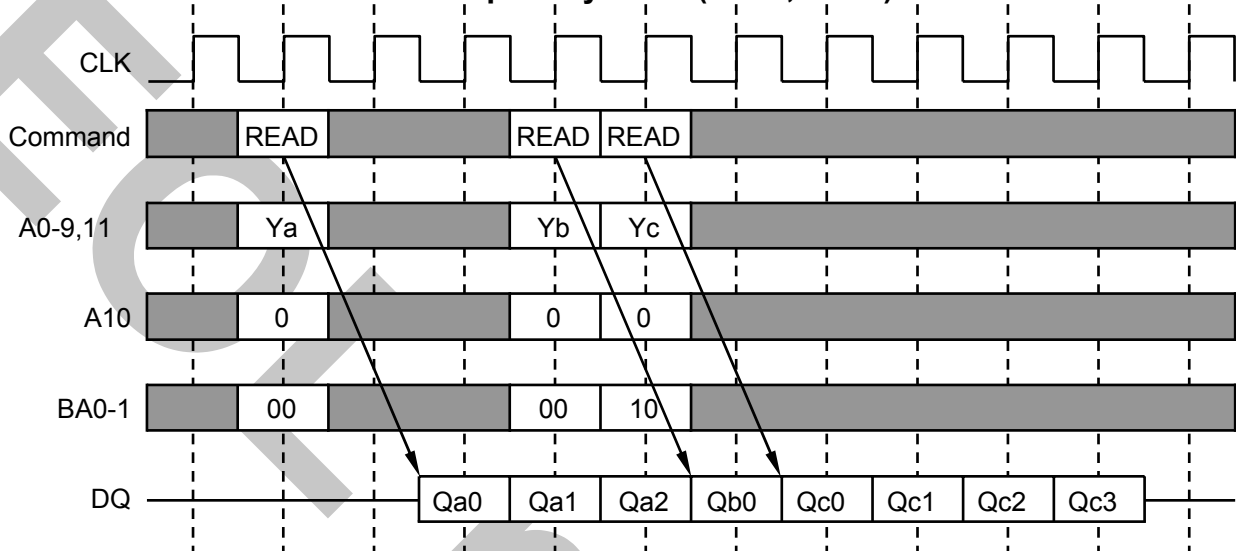 CLK
Command READ READ READ
A0-9,11 Ya Yb Yc
A10 0 0 0
BA0-1 00 00 10
DQ Qa0 Qa1 Qa2 Qb0 Qc0 Qc1 Qc2 Qc3